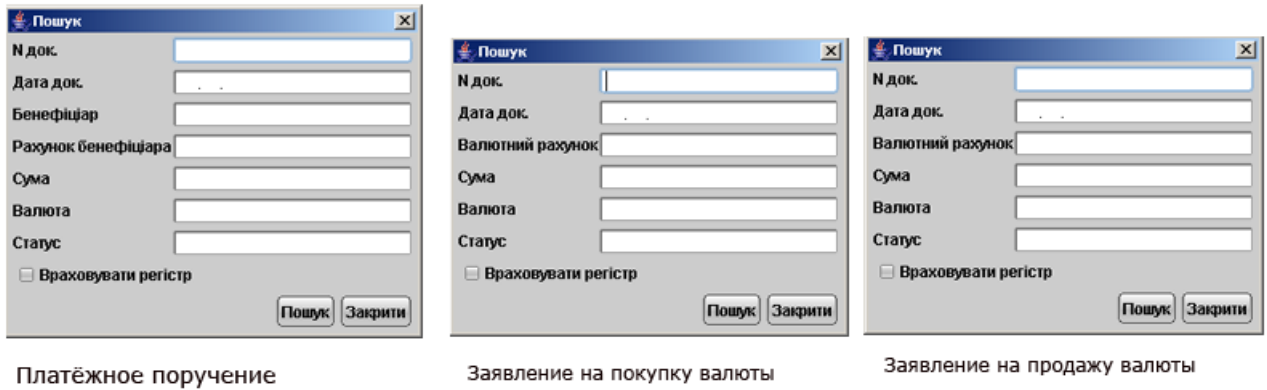 Пошук
N док.
Дата док.
Бенефіціар
Рахунок бенефіціара
Сума
Валюта
Статус
Враховувати регістр
Пошук Закрити
Платёжное поручение
Пошук
N док.
Дата док.
Валютний рахунок
Сума
Валюта
Статус
Враховувати регістр
Пошук Закрити
Заявление на покупку валюты
Пошук
N док.
Дата док.
Валютний рахунок
Сума
Валюта
Статус
Враховувати регістр
Пошук Закрити
Заявление на продажу валюты